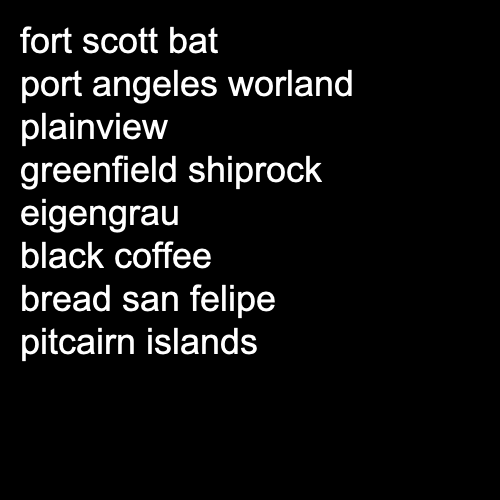 fort scott bat
port angeles worland
plainview
greenfield shiprock
eigengrau
black coffee
bread san felipe
pitcairn islands